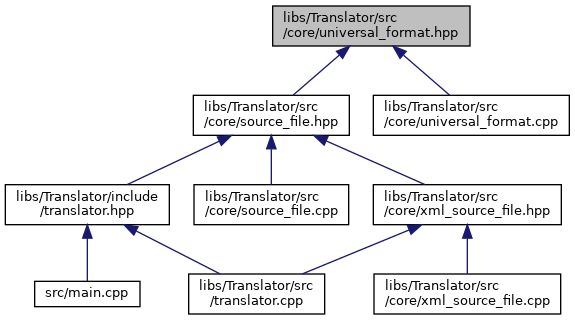 libs/Translator/src
/core/universal_format.hpp
libs/Translator/src
/core/source_file.hpp
libs/Translator/src
/core/universal_format.cpp
libs/Translator/include
/translator.hpp
libs/Translator/src
/core/source_file.cpp
libs/Translator/src
/core/xml_source_file.hpp
src/main.cpp
libs/Translator/src
/translator.cpp
libs/Translator/src
/core/xml_source_file.cpp